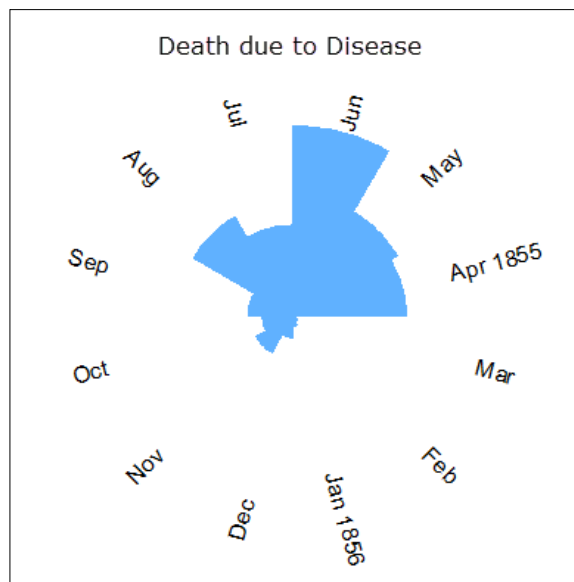 Death due to Disease
Jul
Jun
Aug
May
Sep
Apr 1855
Oct
Mar
Nov
Feb
Dec
Jan 1856